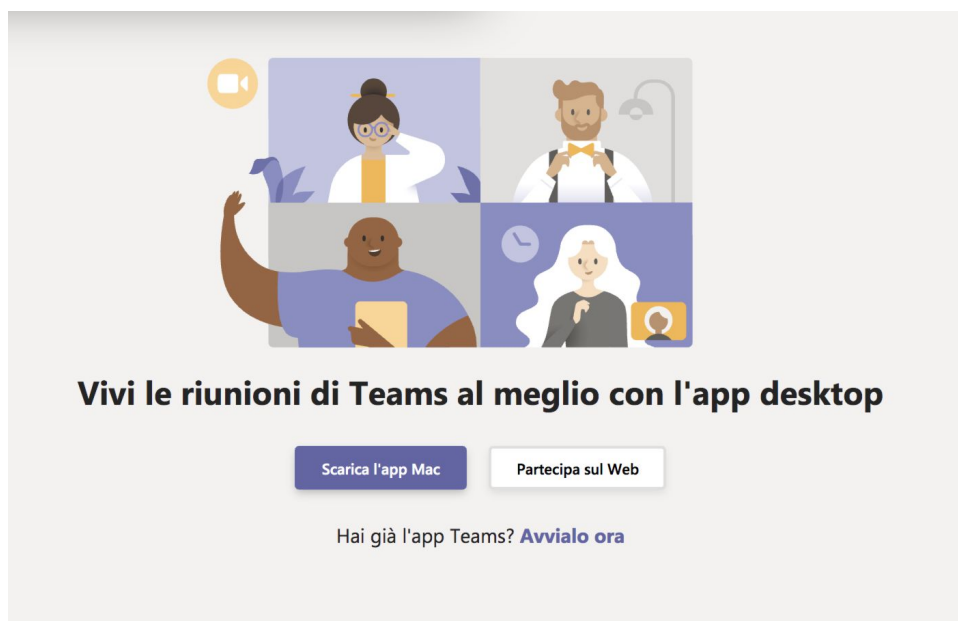 Vivi le riunioni di Teams al meglio con l'app desktop
Scarica l'app Mac
Partecipa sul Web
Hai già l'app Teams? Avvialo ora